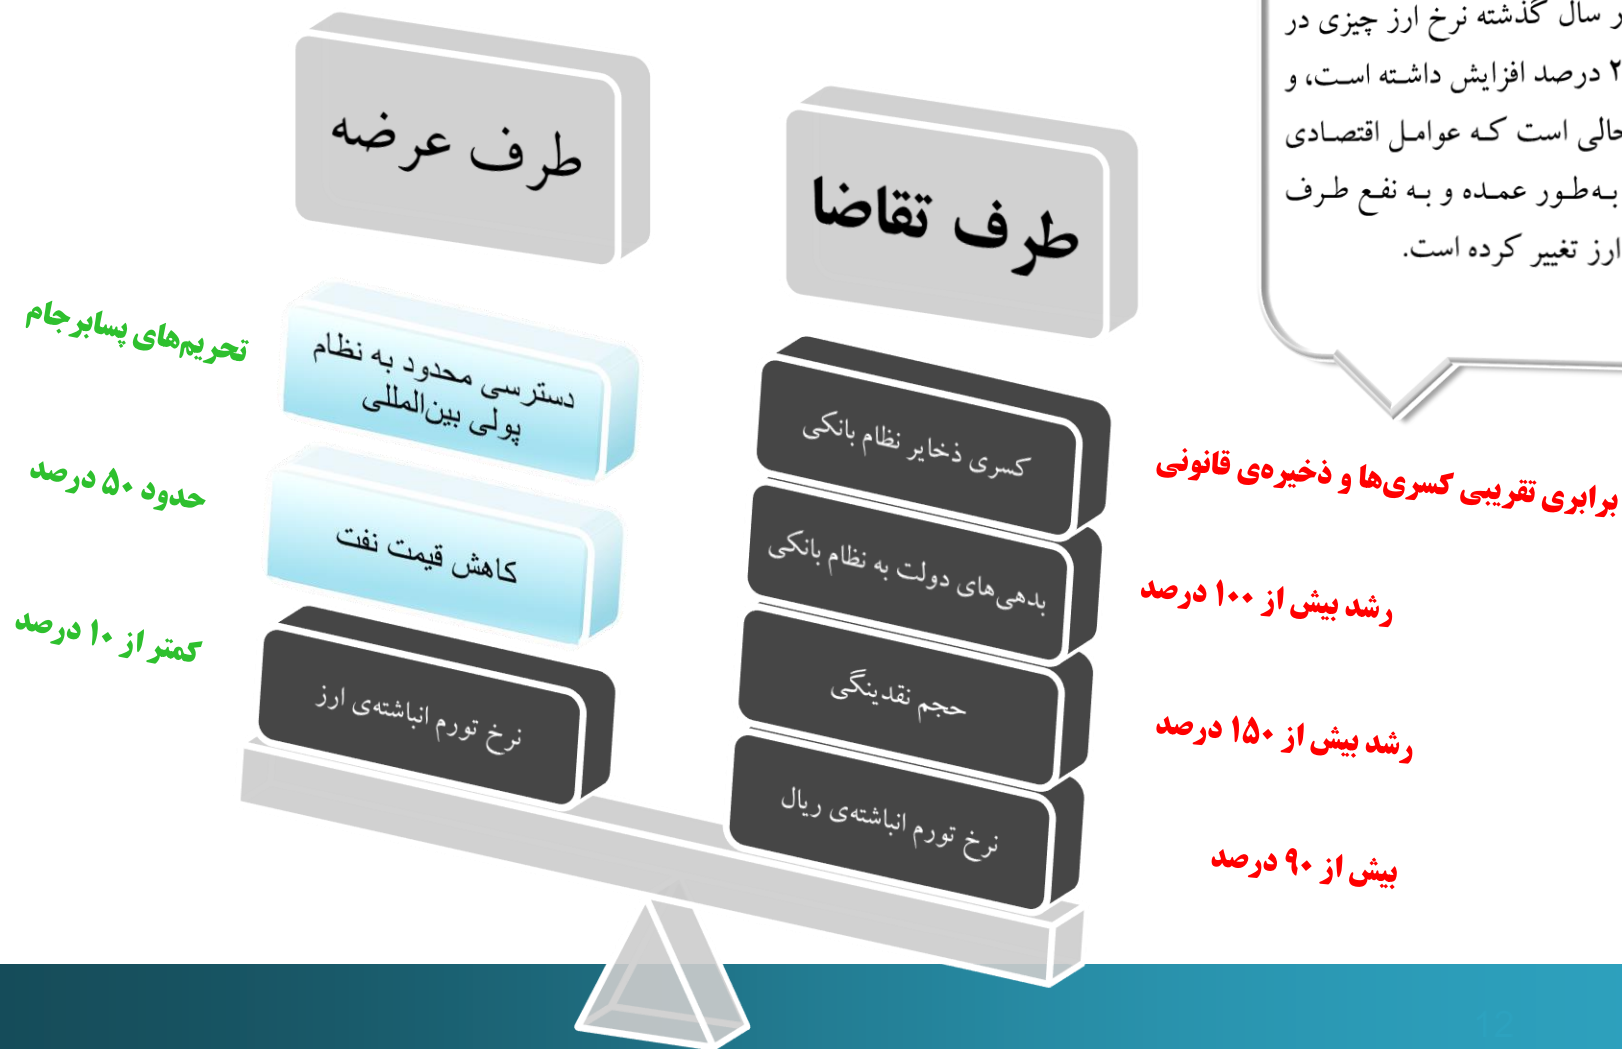 ر سال گذشته نرخ ارز چیزی در
۲ درصد افزایش داشته است، و
حالی است که عوامل اقتصادی
به‌طور عمده و به نفع طرف
ارز تغییر کرده است.
طرف تقاضا
کسری ذخایر نظام بانکی
برابری تقریبی کسری‌ها و ذخیره‌ی قانونی
بدهی‌های دولت به نظام بانکی
رشد بیش از ۱۰۰ درصد
حجم نقدینگی
رشد بیش از ۱۵۰ درصد
نرخ تورم انباشته‌ی ریال
بیش از ۹۰ درصد
طرف عرضه
دسترسی محدود به نظام
پولی بین‌المللی
تحریم‌های پسابرجام
کاهش قیمت نفت
حدود ۵۰ درصد
نرخ تورم انباشته‌ی ارز
کمتر از ۱۰ درصد
12